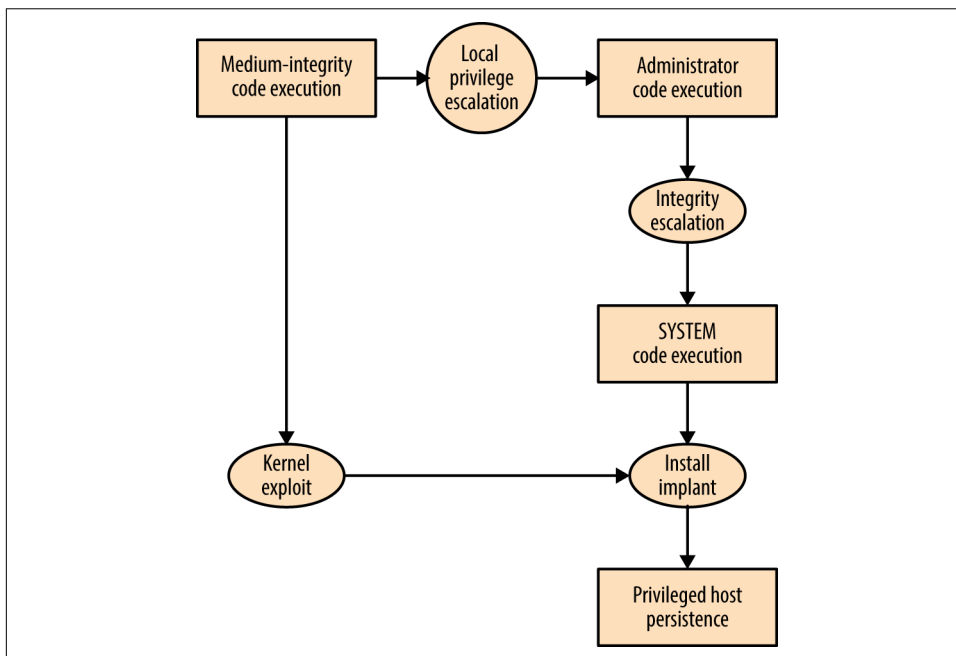 Medium-integrity
code execution
Local
privilege
escalation
Administrator
code execution
Integrity
escalation
SYSTEM
code execution
Kernel
exploit
Install
implant
Privileged host
persistence